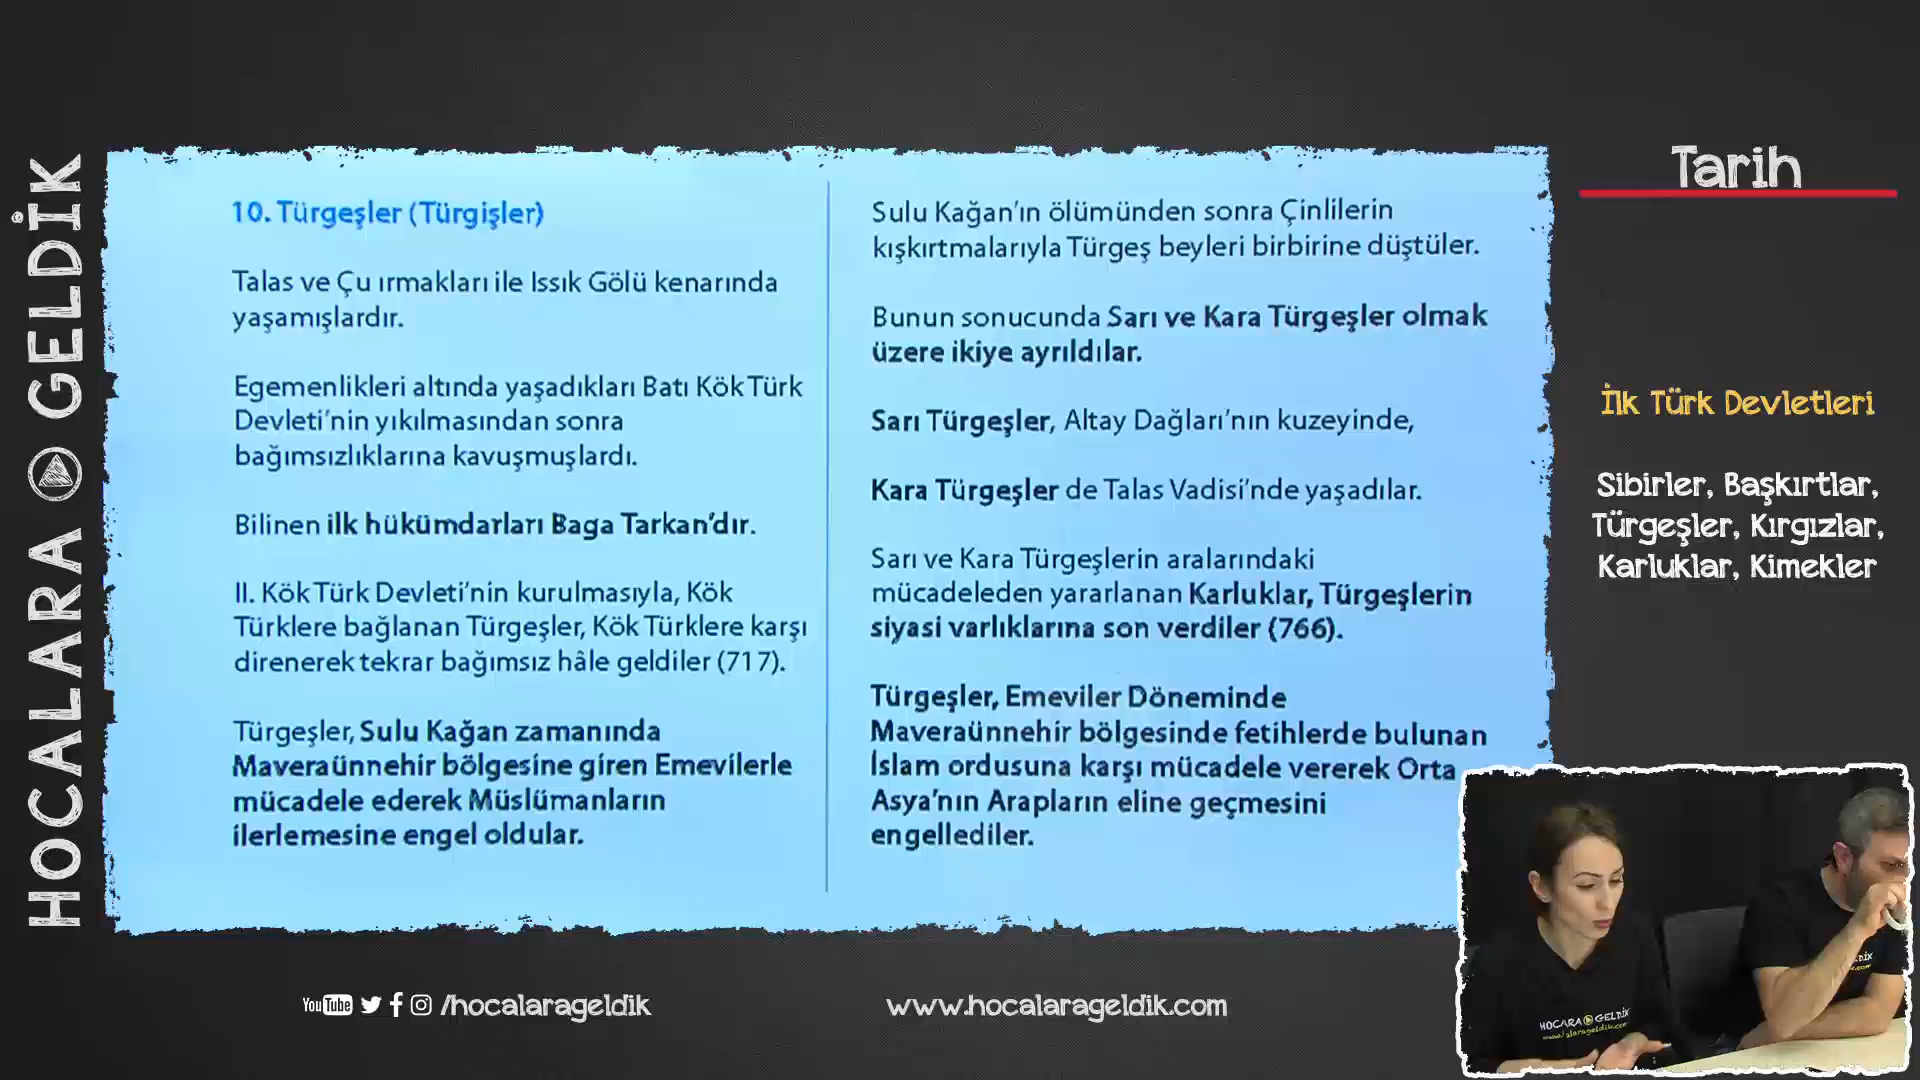 HOCALARA GELDİK
10. Türgeşler (Türgişler)
Talas ve Çu ırmakları ile Issık Gölü kenarında
yaşamışlardır.
Egemenlikleri altında yaşadıkları Batı Kök Türk
Devleti’nin yıkılmasından sonra
bağımsızlıklarına kavuşmuşlardı.
Bilinen ilk hükümdarları Baga Tarkan’dır.
II. Kök Türk Devleti’nin kurulmasıyla, Kök
Türklere bağlanan Türgeşler, Kök Türklere karşı
direnerek tekrar bağımsız hâle geldiler (717).
Türgeşler, Sulu Kağan zamanında
Maveraünnehir bölgesine giren Emevilerle
mücadele ederek Müslümanların
ilerlemesine engel oldular.
Sulu Kağan’ın ölümünden sonra Çinlilerin
kışkırtmalarıyla Türgeş beyleri birbirine düştüler.
Bunun sonucunda Sarı ve Kara Türgeşler olmak
üzere ikiye ayrıldılar.
Sarı Türgeşler, Altay Dağları’nın kuzeyinde,
Kara Türgeşler de Talas Vadisi’nde yaşadılar.
Sarı ve Kara Türgeşlerin aralarındaki
mücadeleden yararlanan Karluklar, Türgeşlerin
siyasi varlıklarına son verdiler (766).
Türgeşler, Emeviler Döneminde
Maveraünnehir bölgesinde fetihlerde bulunan
İslam ordusuna karşı mücadele vererek Orta
Asya’nın Arapların eline geçmesini
engellediler.
Tarih
İlk Türk Devletleri
Sibirler, Başkırtlar,
Türgeşler, Kırgızlar,
Karluklar, Kimekler
YouTube /hocalarageldik
www.hocalarageldik.com